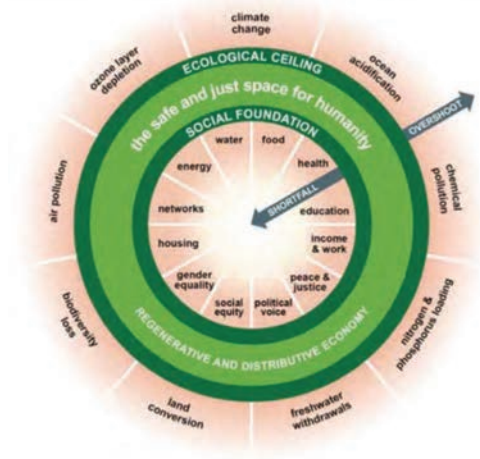 climate
change
ocean
acidification
chemical
pollution
nitrogen &
phosphorus loading
freshwater
withdrawals
land
conversion
biodiversity
loss
air pollution
ozone layer
depletion
OVERSHOOT
ECOLOGICAL CEILING
the safe and just space for humanity
SOCIAL FOUNDATION
water
food
health
SHORTFALL
education
income
& work
peace &
justice
political
voice
social
equity
gender
equality
housing
networks
energy
REGENERATIVE AND DISTRIBUTIVE ECONOMY